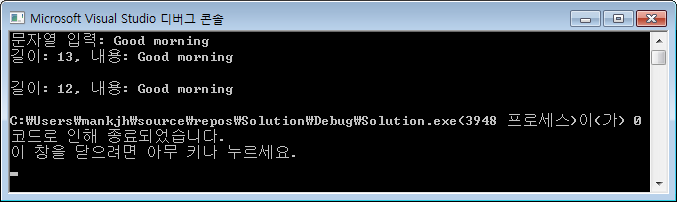 Microsoft Visual Studio 디버그 콘솔
문자열 입력: Good morning
길이: 13, 내용: Good morning
길이: 12, 내용: Good morning
C:₩Users₩mankjh₩source₩repos₩Solution₩Debug₩Solution.exe(3948 프로세스)이(가) 0
코드로 인해 종료되었습니다.
이 창을 닫으려면 아무 키나 누르세요.